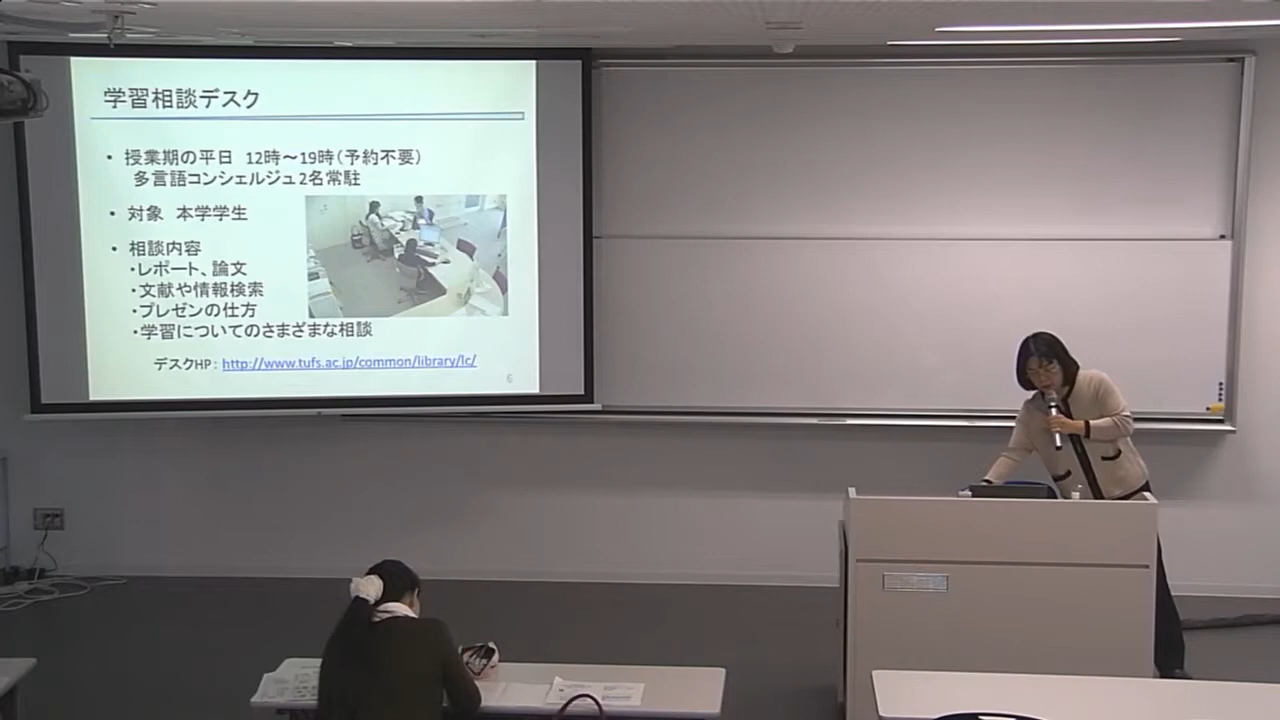 学習相談デスク
• 授業期の平日　12時～19時（予約不要）
多言語コンシェルジュ2名常駐
• 対象　本学学生
• 相談内容
・レポート、論文
・文献や情報検索
・プレゼンの仕方
・学習についてのさまざまな相談
デスクHP： http://www.tufs.ac.jp/common/library/lc/
6